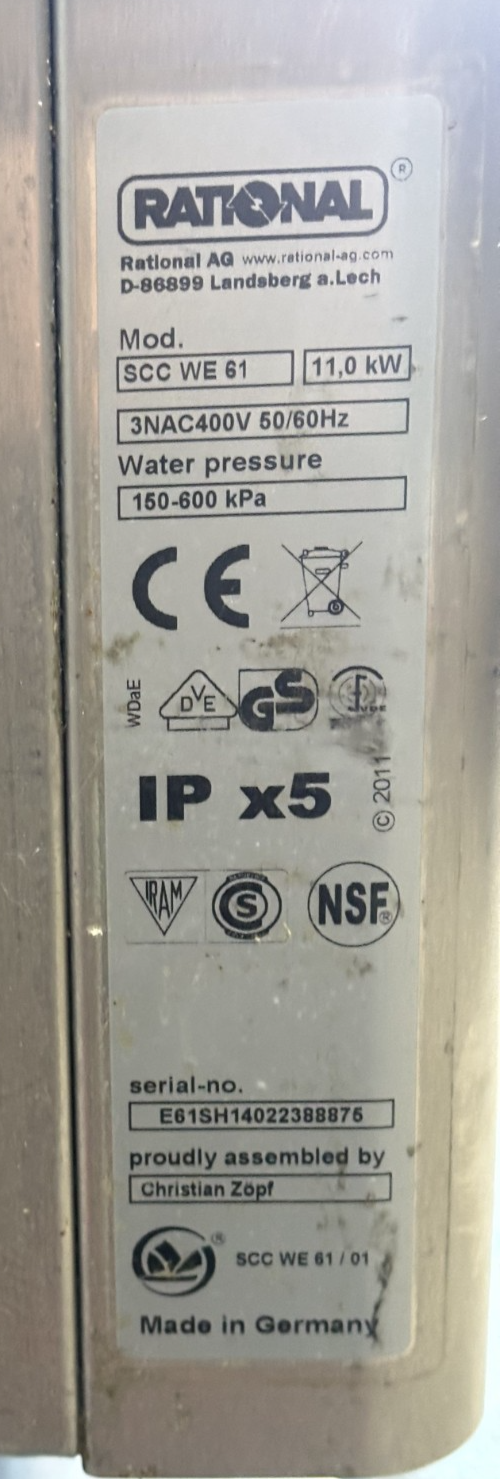 RATIONAL ®
Rational AG www.rational-ag.com
D-86899 Landsberg a.Lech
Mod.
SCC WE 61 11,0 kW
3NAC400V 50/60Hz
Water pressure
150-600 kPa
CE
WDaE DVE GS
IP x5 © 2011
IRAM S NSF®
serial-no.
E61SH14022388875
proudly assembled by
Christian Zöpf
® SCC WE 61 / 01
Made in Germany